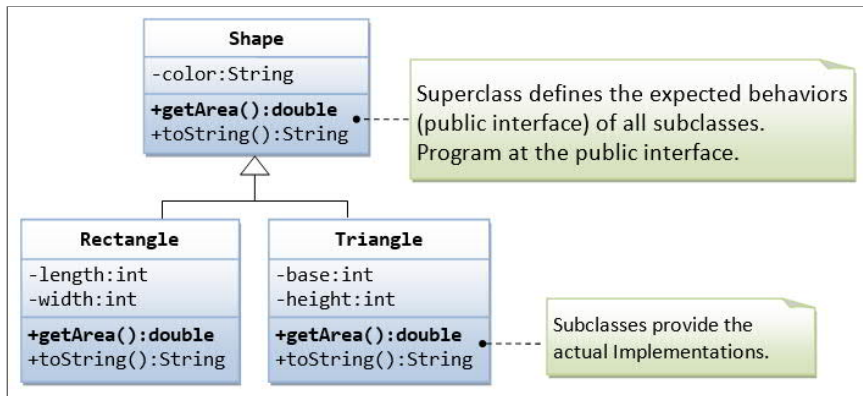 Shape
-color:String
+getArea():double
+toString():String
Superclass defines the expected behaviors
(public interface) of all subclasses.
Program at the public interface.
Rectangle
-length:int
-width:int
+getArea():double
+toString():String
Triangle
-base:int
-height:int
+getArea():double
+toString():String
Subclasses provide the
actual Implementations.